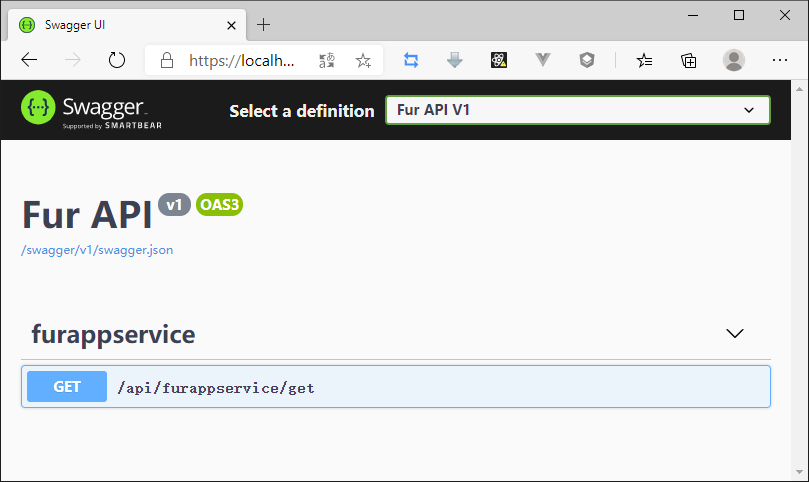 Swagger UI
https://localh...
Swagger
Supported by SMARTBEAR
Select a definition
Fur API V1
Fur API v1 OAS3
/swagger/v1/swagger.json
furappservice
GET /api/furappservice/get